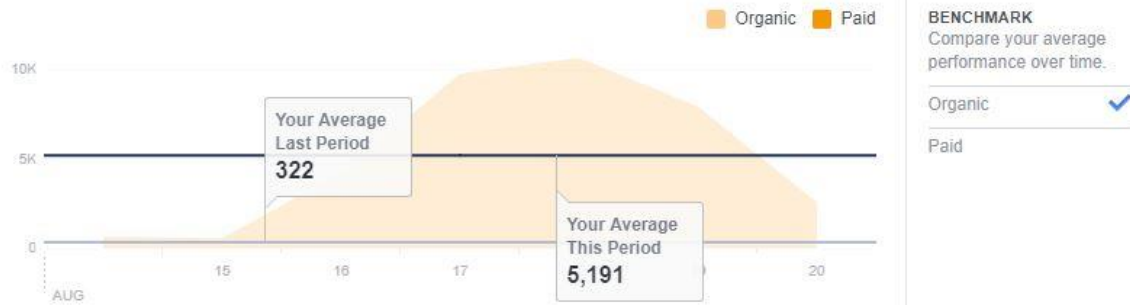 Organic Paid
10K
5K
0
Your Average
Last Period
322
Your Average
This Period
5,191
15 16 17 20
AUG
BENCHMARK
Compare your average
performance over time.
Organic
Paid